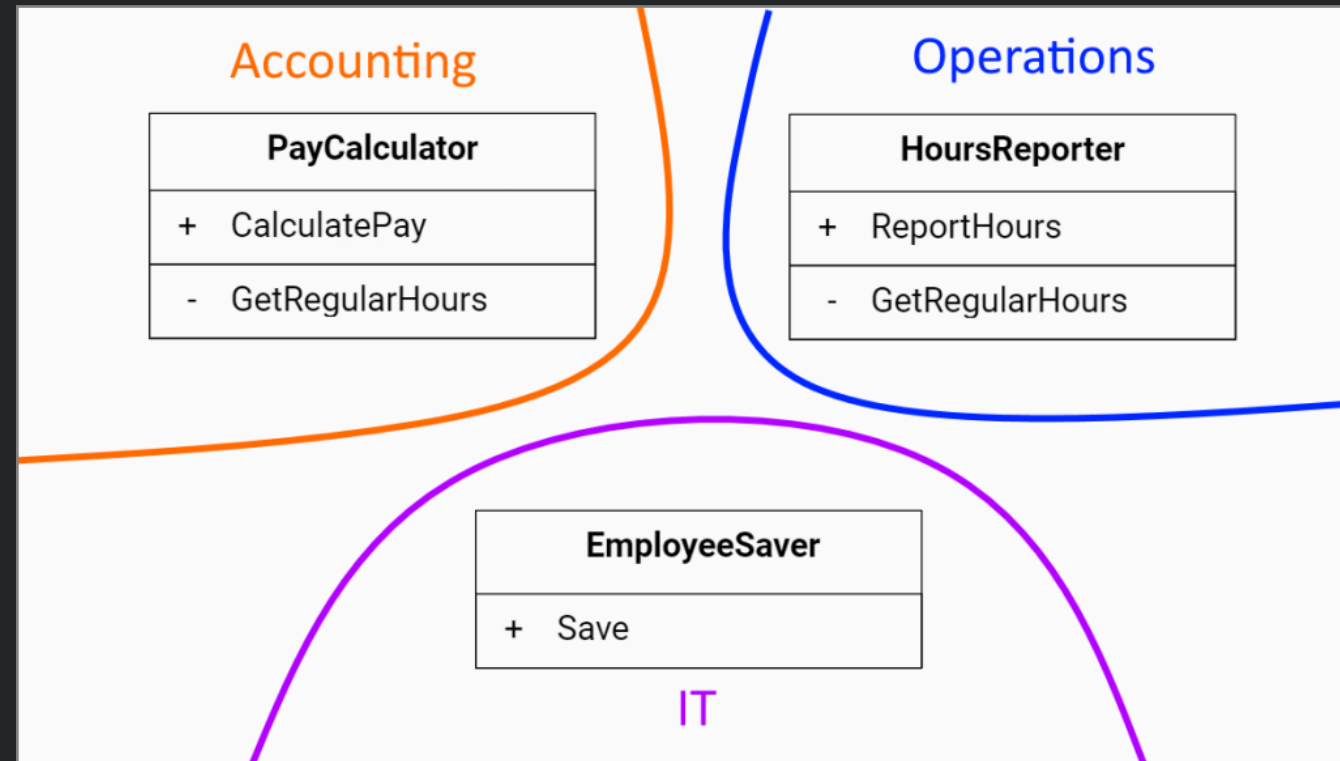 Accounting
PayCalculator
+ CalculatePay
- GetRegularHours
Operations
HoursReporter
+ ReportHours
- GetRegularHours
EmployeeSaver
+ Save
IT